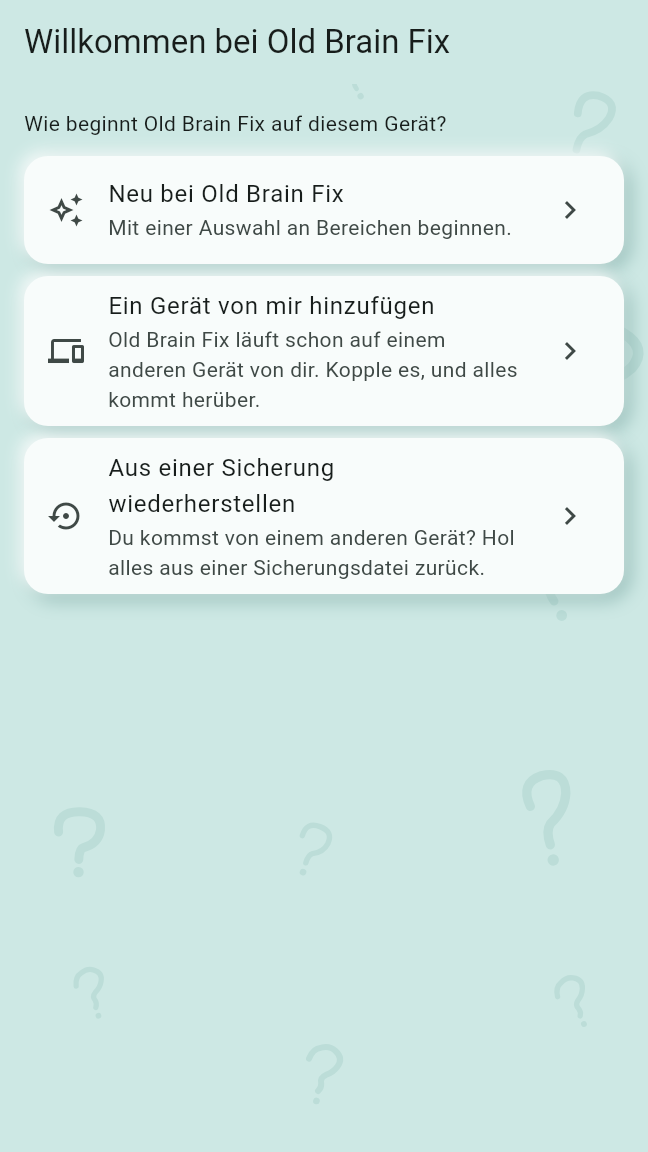 Willkommen bei Old Brain Fix
Wie beginnt Old Brain Fix auf diesem Gerät?
Neu bei Old Brain Fix
Mit einer Auswahl an Bereichen beginnen.
Ein Gerät von mir hinzufügen
Old Brain Fix läuft schon auf einem
anderen Gerät von dir. Kopple es, und alles
kommt herüber.
Aus einer Sicherung
wiederherstellen
Du kommst von einem anderen Gerät? Hol
alles aus einer Sicherungsdatei zurück.